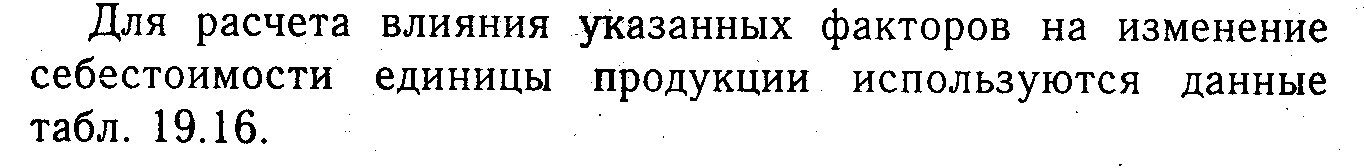 Для расчета влияния указанных факторов на изменение
себестоимости единицы продукции используются данные
табл. 19.16.